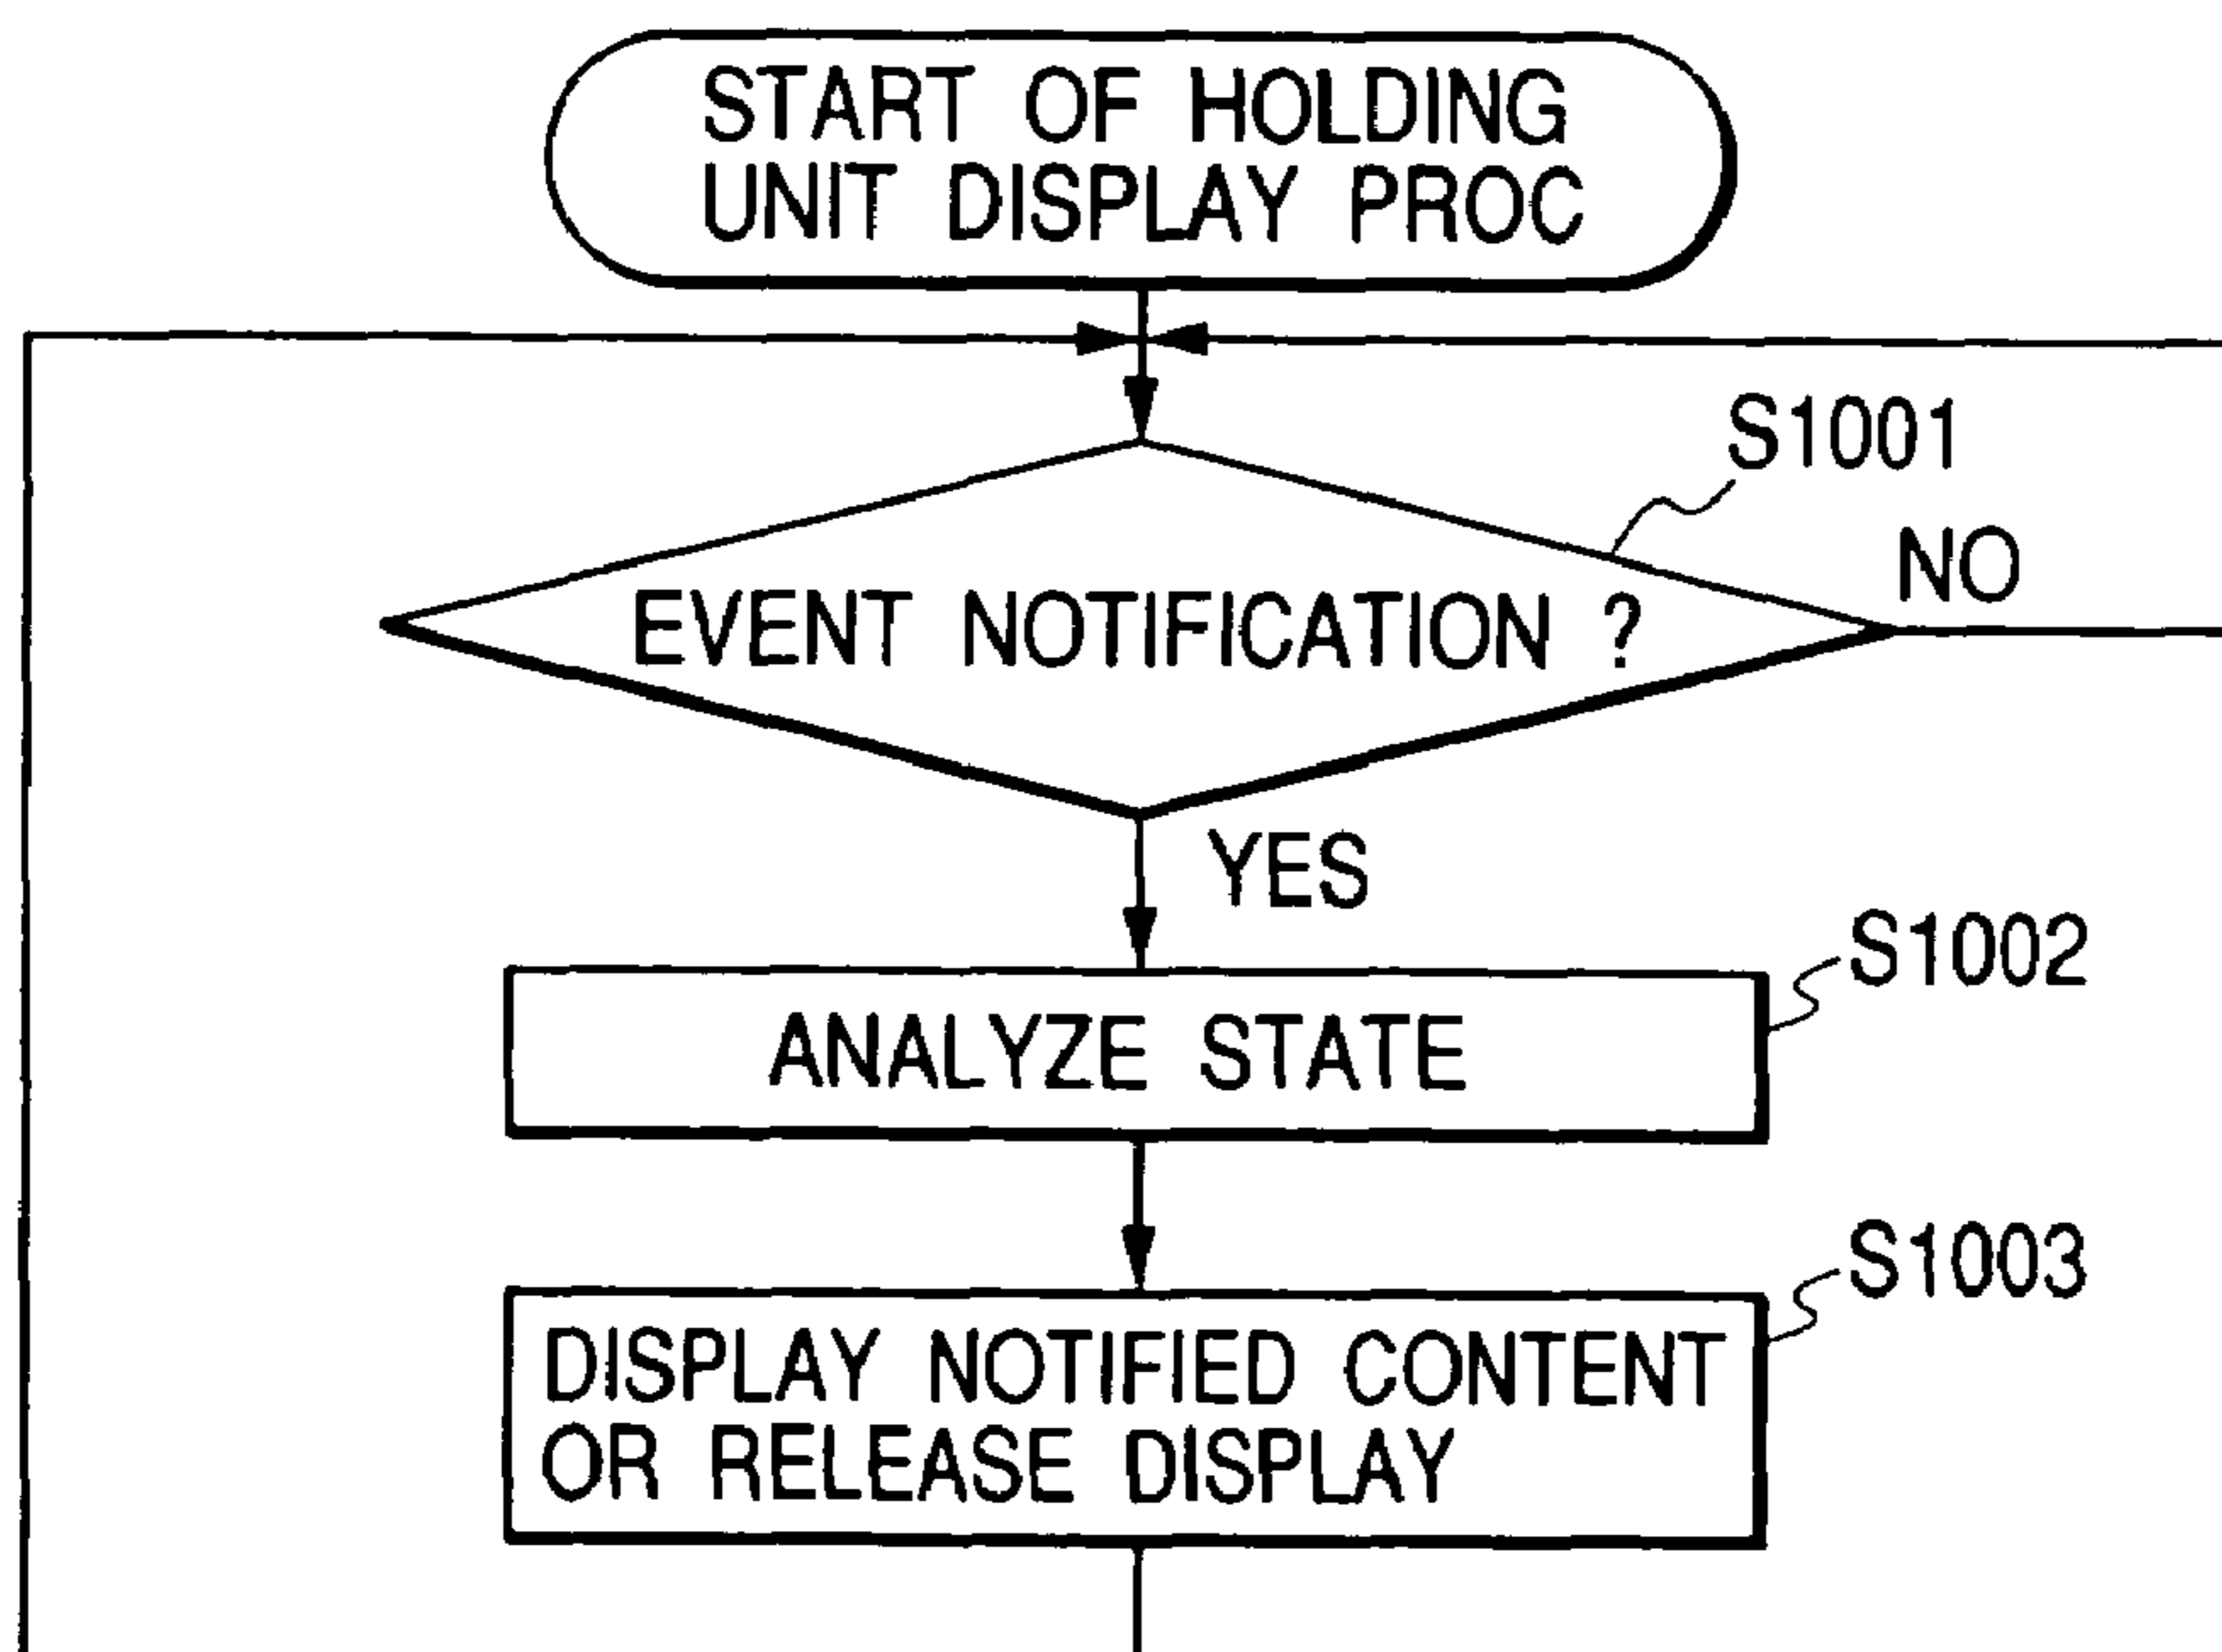 START OF HOLDING
UNIT DISPLAY PROC
S1001
NO
EVENT NOTIFICATION ?
YES
S1002
ANALYZE STATE
S1003
DISPLAY NOTIFIED CONTENT
OR RELEASE DISPLAY